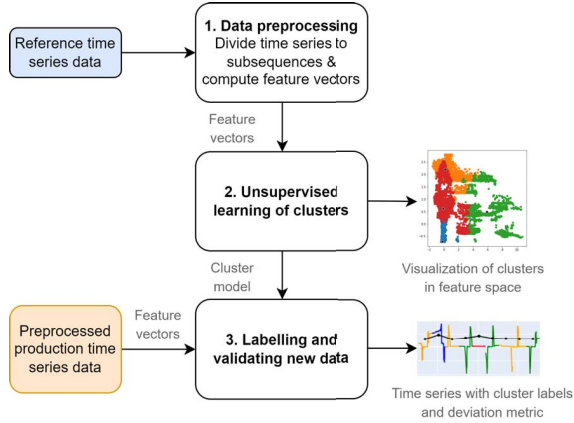 1. Data preprocessing
Divide time series to
subsequences &
compute feature vectors
Reference time
series data
Feature
vectors
2. Unsupervised
learning of clusters
Visualization of clusters
in feature space
Cluster
model
Preprocessed
production time
series data
Feature
vectors
3. Labelling and
validating new data
Time series with cluster labels
and deviation metric